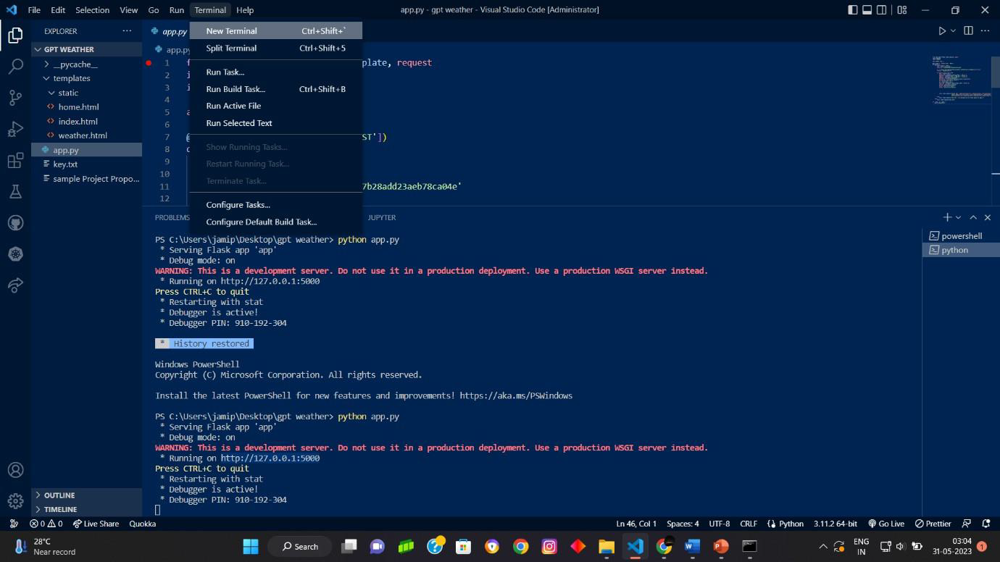 File Edit Selection View Go Run Terminal Help
app.py - gpt weather - Visual Studio Code [Administrator]
EXPLORER
GPT WEATHER
__pycache__
templates
static
home.html
index.html
weather.html
app.py
key.txt
sample Project Propo...
OUTLINE
TIMELINE
app.py
app.py
New Terminal Ctrl+Shift+`
Split Terminal Ctrl+Shift+5
Run Task...
Run Build Task... Ctrl+Shift+B
Run Active File
Run Selected Text
Show Running Tasks...
Restart Running Task...
Terminate Task...
Configure Tasks...
Configure Default Build Task...
1 plate, request
2
3
4
5
6
7 ST'])
8
9
10
11 7b28add23aeb78ca04e'
12
PROBLEMS JUPYTER
PS C:\Users\jamip\Desktop\gpt weather> python app.py
* Serving Flask app 'app'
* Debug mode: on
WARNING: This is a development server. Do not use it in a production deployment. Use a production WSGI server instead.
* Running on http://127.0.0.1:5000
Press CTRL+C to quit
* Restarting with stat
* Debugger is active!
* Debugger PIN: 910-192-304
* History restored
Windows PowerShell
Copyright (C) Microsoft Corporation. All rights reserved.
Install the latest PowerShell for new features and improvements! https://aka.ms/PSWindows
PS C:\Users\jamip\Desktop\gpt weather> python app.py
* Serving Flask app 'app'
* Debug mode: on
WARNING: This is a development server. Do not use it in a production deployment. Use a production WSGI server instead.
* Running on http://127.0.0.1:5000
Press CTRL+C to quit
* Restarting with stat
* Debugger is active!
* Debugger PIN: 910-192-304
powershell
python
0 0 Live Share Quokka Ln 46, Col 1 Spaces: 4 UTF-8 CRLF Python 3.11.2 64-bit Go Live Prettier
28°C
Near record
Search
ENG
IN
03:04
31-05-2023
1